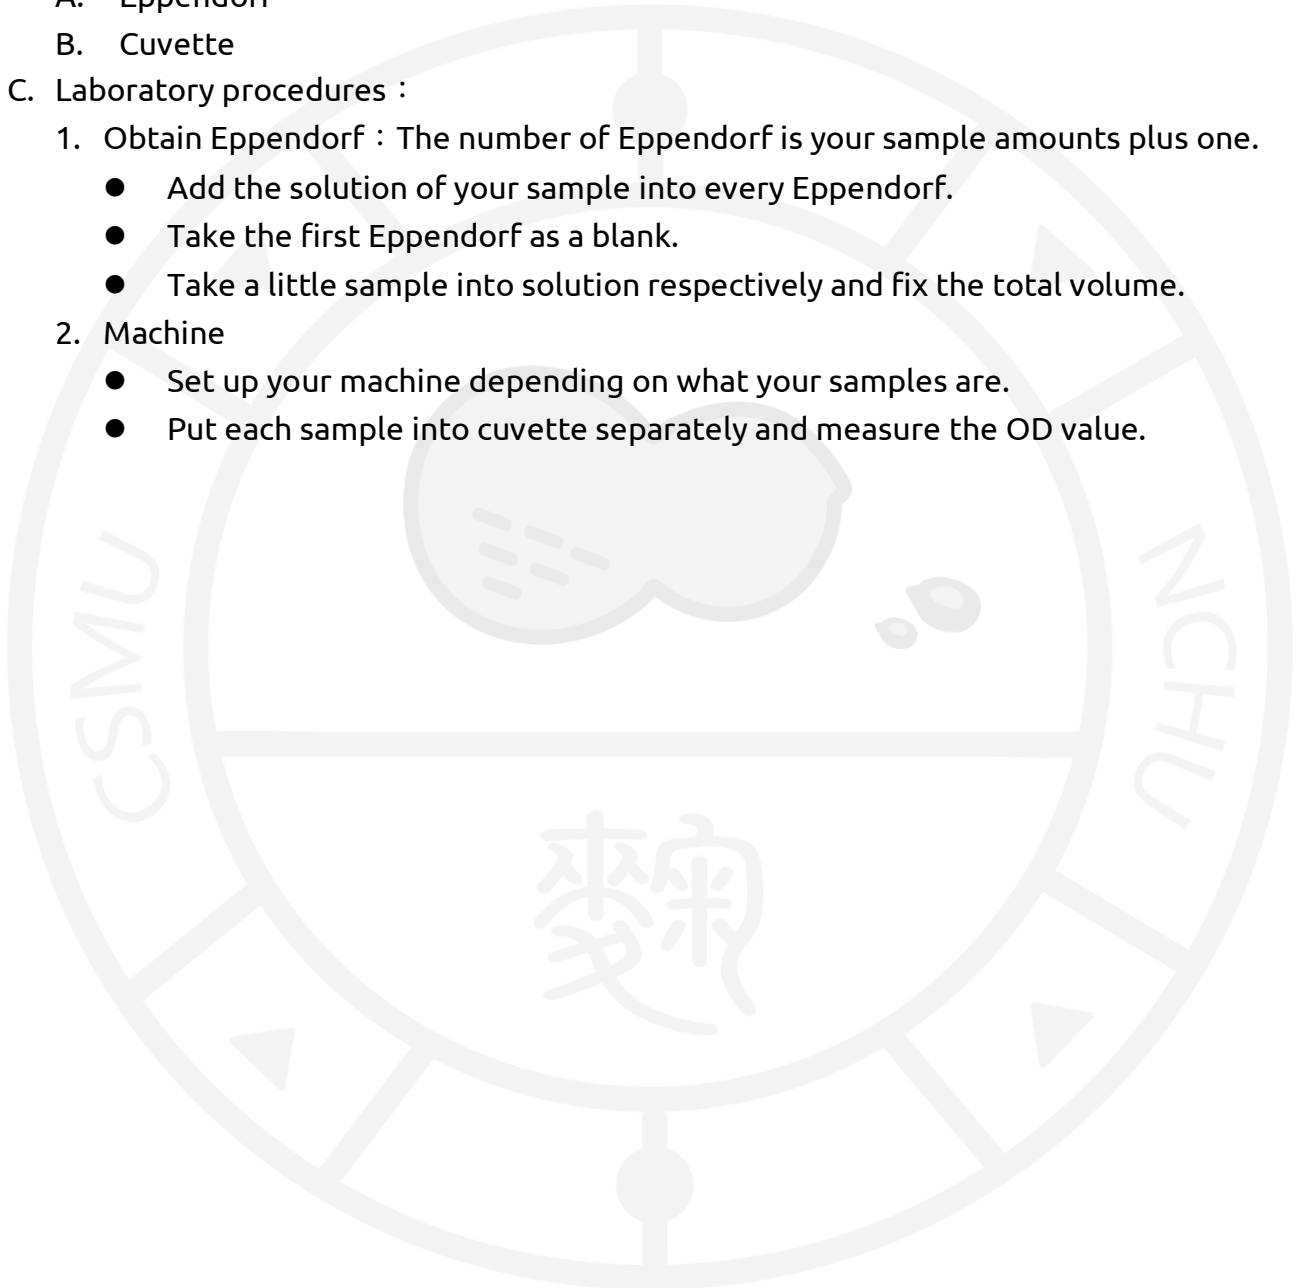 A. Eppendorf
B. Cuvette
C. Laboratory procedures：
1. Obtain Eppendorf：The number of Eppendorf is your sample amounts plus one.
● Add the solution of your sample into every Eppendorf.
● Take the first Eppendorf as a blank.
● Take a little sample into solution respectively and fix the total volume.
2. Machine
● Set up your machine depending on what your samples are.
● Put each sample into cuvette separately and measure the OD value.
CSMU
NCHU
麴